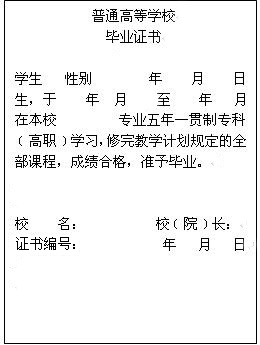 普通高等学校
毕业证书
学生 性别 年 月 日
生，于 年 月 至 年 月
在本校 专业五年一贯制专科
（高职）学习，修完教学计划规定的全
部课程，成绩合格，准予毕业。
校 名： 校（院）长：
证书编号： 年 月 日